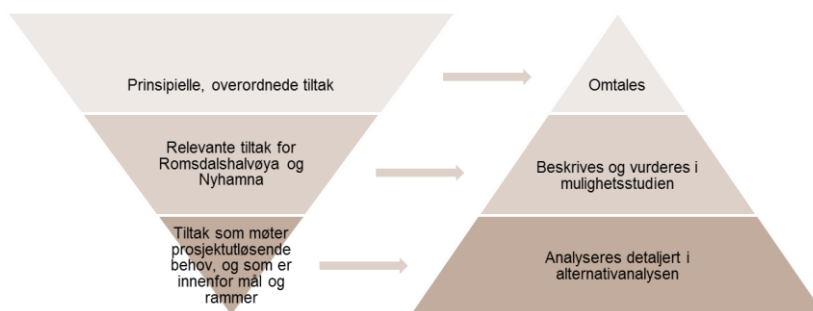 Prinsipielle, overordnede tiltak
Omtales
Relevante tiltak for
Romsdalshalvøya og
Nyhamna
Beskrives og vurderes i
mulighetsstudien
Tiltak som møter
prosjektutløsende
behov, og som er
innenfor mål og
rammer
Analyseres detaljert i
alternativanalysen